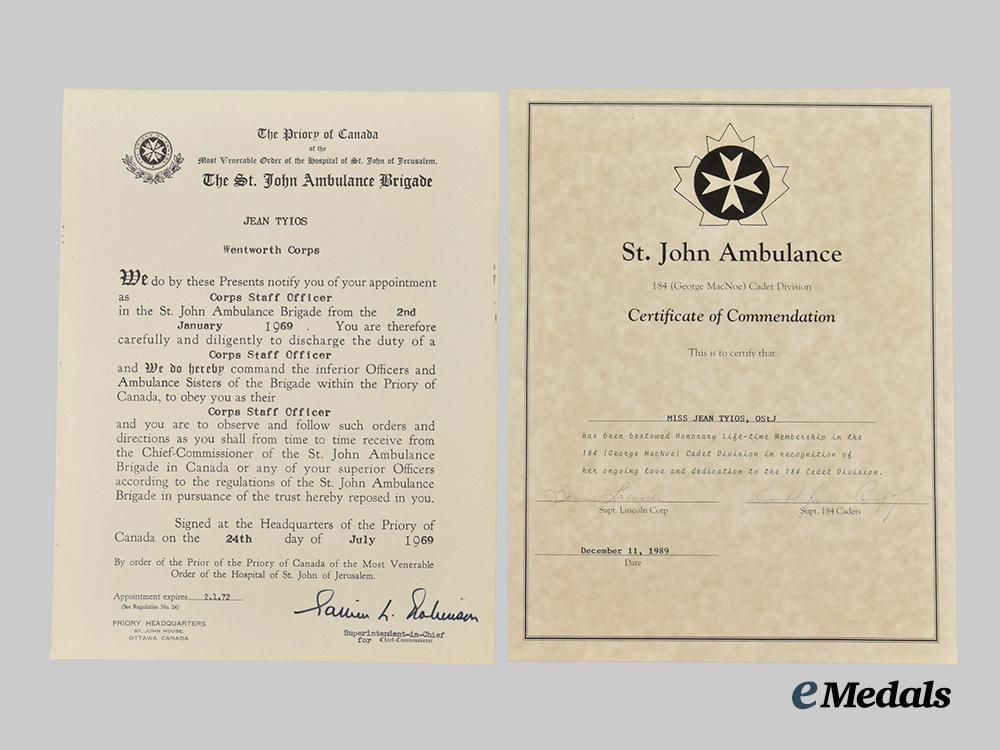 The Priory of Canada
of the
Most Venerable Order of the Hospital of St. John of Jerusalem.
The St. John Ambulance Brigade
JEAN TYIOS
Wentworth Corps
We do by these Presents notify you of your appointment
as Corps Staff Officer
in the St. John Ambulance Brigade from the 2nd
January 1969 . You are therefore
carefully and diligently to discharge the duty of a
Corps Staff Officer
and We do hereby command the inferior Officers and
Ambulance Sisters of the Brigade within the Priory of
Canada, to obey you as their
Corps Staff Officer
and you are to observe and follow such orders and
directions as you shall from time to time receive from
the Chief-Commissioner of the St. John Ambulance
Brigade in Canada or any of your superior Officers
according to the regulations of the St. John Ambulance
Brigade in pursuance of the trust hereby reposed in you.
Signed at the Headquarters of the Priory of
Canada on the 24th day of July 1969
By order of the Prior of the Priory of Canada of the Most Venerable
Order of the Hospital of St. John of Jerusalem.
Appointment expires 2.1.72
(See Regulation No. 24)
PRIORY HEADQUARTERS
ST. JOHN HOUSE,
OTTAWA, CANADA
L. Robinson
Superintendent-in-Chief
for Chief-Commissioner
St. John Ambulance
184 (George MacNoe) Cadet Division
Certificate of Commendation
This is to certify that
MISS JEAN TYIOS, OStJ
has been bestowed Honorary Life-time Membership in the
184 (George MacNoe) Cadet Division in recognition of
her ongoing love and dedication to the 184 Cadet Division.
Supt. Lincoln Corp
Supt. 184 Cadets
December 11, 1989
Date
eMedals